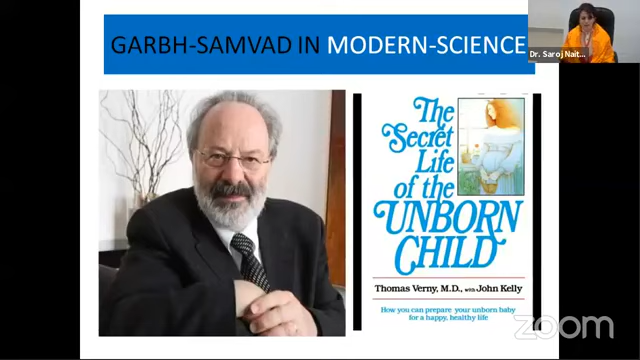 GARBH-SAMVAD IN MODERN-SCIENCE
Dr. Saroj Nait...
The
Secret
Life
of the
UNBORN
CHILD
Thomas Verny, M.D., with John Kelly
How you can prepare your unborn baby
for a happy, healthy life
zoom